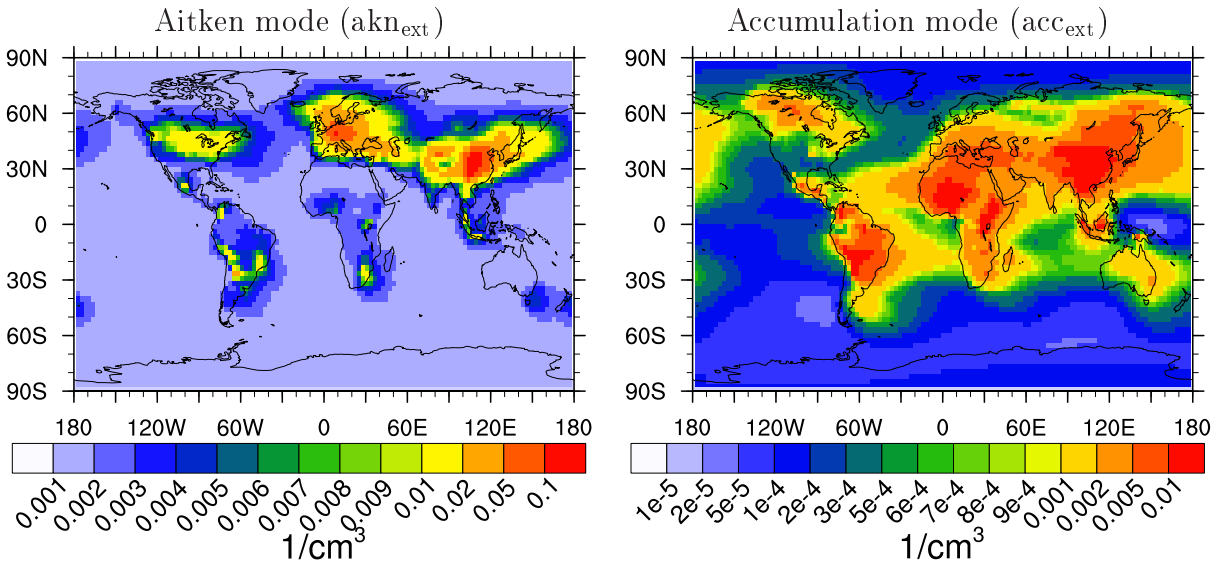 Aitken mode (akn_ext)
Accumulation mode (acc_ext)
90N
60N
30N
0
30S
60S
90S
180 120W 60W 0 60E 120E 180
0.001 0.002 0.003 0.004 0.005 0.006 0.007 0.008 0.009 0.01 0.02 0.05 0.1
1/cm³
90N
60N
30N
0
30S
60S
90S
180 120W 60W 0 60E 120E 180
1e-5 2e-5 5e-5 1e-4 2e-4 3e-4 5e-4 6e-4 7e-4 8e-4 9e-4 0.001 0.002 0.005 0.01
1/cm³